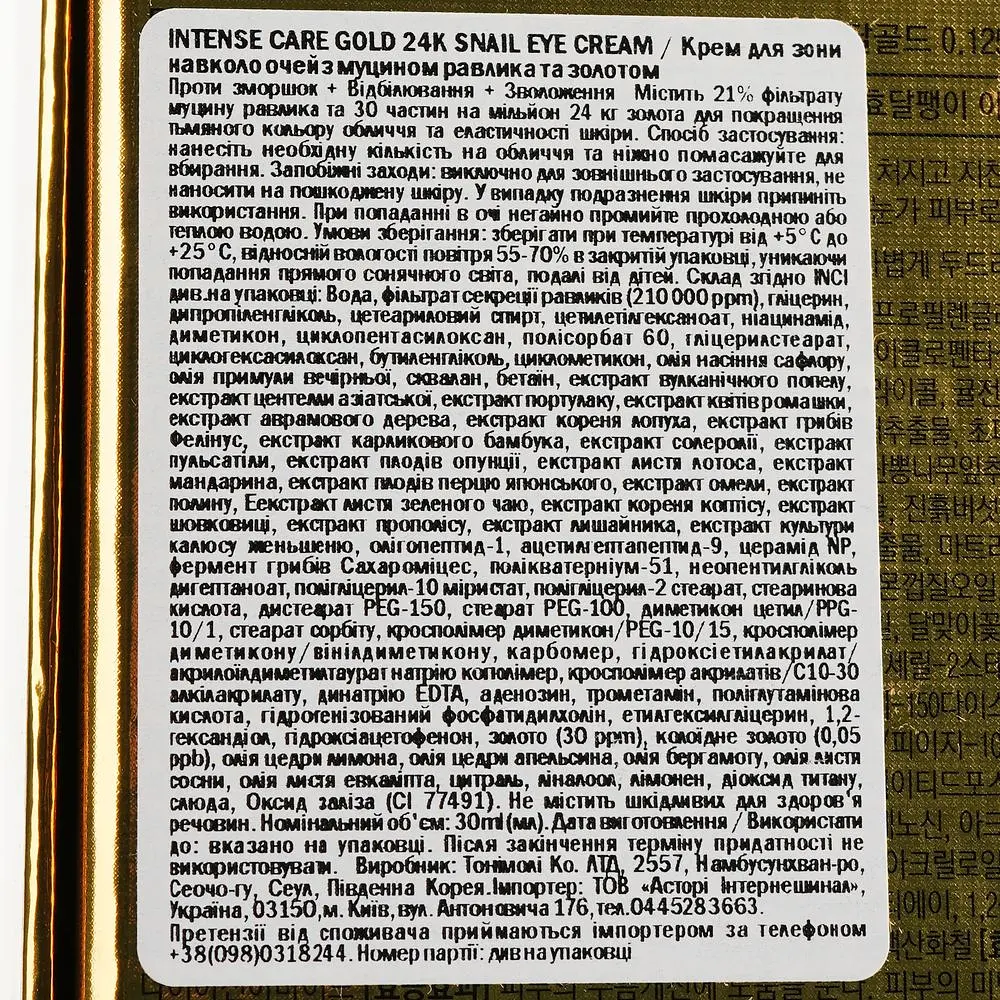 INTENSE CARE GOLD 24K SNAIL EYE CREAM / Крем для зони
навколо очей з муцином равлика та золотом
Проти зморшок + Відбілювання + Зволоження Містить 21% фільтрату
муцину равлика та 30 частин на мільйон 24 кг золота для покращення
тьмяного кольору обличчя та еластичності шкіри. Спосіб застосування:
нанесіть необхідну кількість на обличчя та ніжно помасажуйте для
вбирання. Запобіжні заходи: виключно для зовнішнього застосування, не
наносити на пошкоджену шкіру. У випадку подразнення шкіри припиніть
використання. При попаданні в очі негайно промийте прохолодною або
теплою водою. Умови зберігання: зберігати при температурі від +5°C до
+25°C, відносній вологості повітря 55-70% в закритій упаковці, уникаючи
попадання прямого сонячного світа, подалі від дітей. Склад згідно INCI
див.на упаковці: Вода, фільтрат секреції равликів (210 000 ppm), гліцерин,
дипропіленгліколь, цетеариловий спирт, цетилетілгексаноат, ніацинамід,
диметикон, циклопентасилоксан, полісорбат 60, гліцерилстеарат,
циклогексасилоксан, бутиленгліколь, циклометикон, олія насіння сафлору,
олія примули вечірньої, сквалан, бетаїн, екстракт вулканічного попелу,
екстракт центелли азіатської, екстракт портулаку, екстракт квітів ромашки,
екстракт аврамового дерева, екстракт кореня лопуха, екстракт грибів
Фелінус, екстракт карликового бамбука, екстракт солеролії, екстракт
пульсатіли, екстракт плодів опунції, екстракт листя лотоса, екстракт
мандарина, екстракт плодів перцю японського, екстракт омели, екстракт
полину, Еекстракт листя зеленого чаю, екстракт кореня коптісу, екстракт
шовковиці, екстракт прополісу, екстракт лишайника, екстракт культури
калюсу женьшеню, олігопептид-1, ацетилгептапептид-9, церамід NP,
фермент грибів Сахароміцес, полікватерніум-51, неопентилгліколь
дигептаноат, полігліцерил-10 міристат, полігліцерил-2 стеарат, стеаринова
кислота, дистеарат PEG-150, стеарат PEG-100, диметикон цетил/PPG-
10/1, стеарат сорбіту, кросполімер диметикон/PEG-10/15, кросполімер
диметикону/вінілдиметикону, карбомер, гідроксіетилакрилат/
акрилоїлдиметилтаурат натрію кополімер, кросполімер акрилатів/C10-30
алкілакрилату, динатрію EDTA, аденозин, трометамін, поліглутамінова
кислота, гідрогенізований фосфатидилхолін, етилгексилгліцерин, 1,2-
гександіол, гідроксіацетофенон, золото (30 ppm), колоїдне золото (0,05
ppb), олія цедри лимона, олія цедри апельсина, олія бергамоту, олія листя
сосни, олія листя евкаліпта, цитраль, ліналоол, лімонен, діоксид титану,
слюда, Оксид заліза (CI 77491). Не містить шкідливих для здоров'я
речовин. Номінальний об'єм: 30ml(мл). Дата виготовлення / Використати
до: вказано на упаковці. Після закінчення терміну придатності не
використовувати. Виробник: Тонімолі Ко. ЛТД, 2557, Намбусунхван-ро,
Сеочо-гу, Сеул, Південна Корея.Імпортер: ТОВ «Асторі Інтернешинал»,
Україна, 03150, м. Київ, вул. Антоновича 176, тел.0445283663.
Претензії від споживача приймаються імпортером за телефоном
+38(098)0318244. Номер партії: див на упаковці